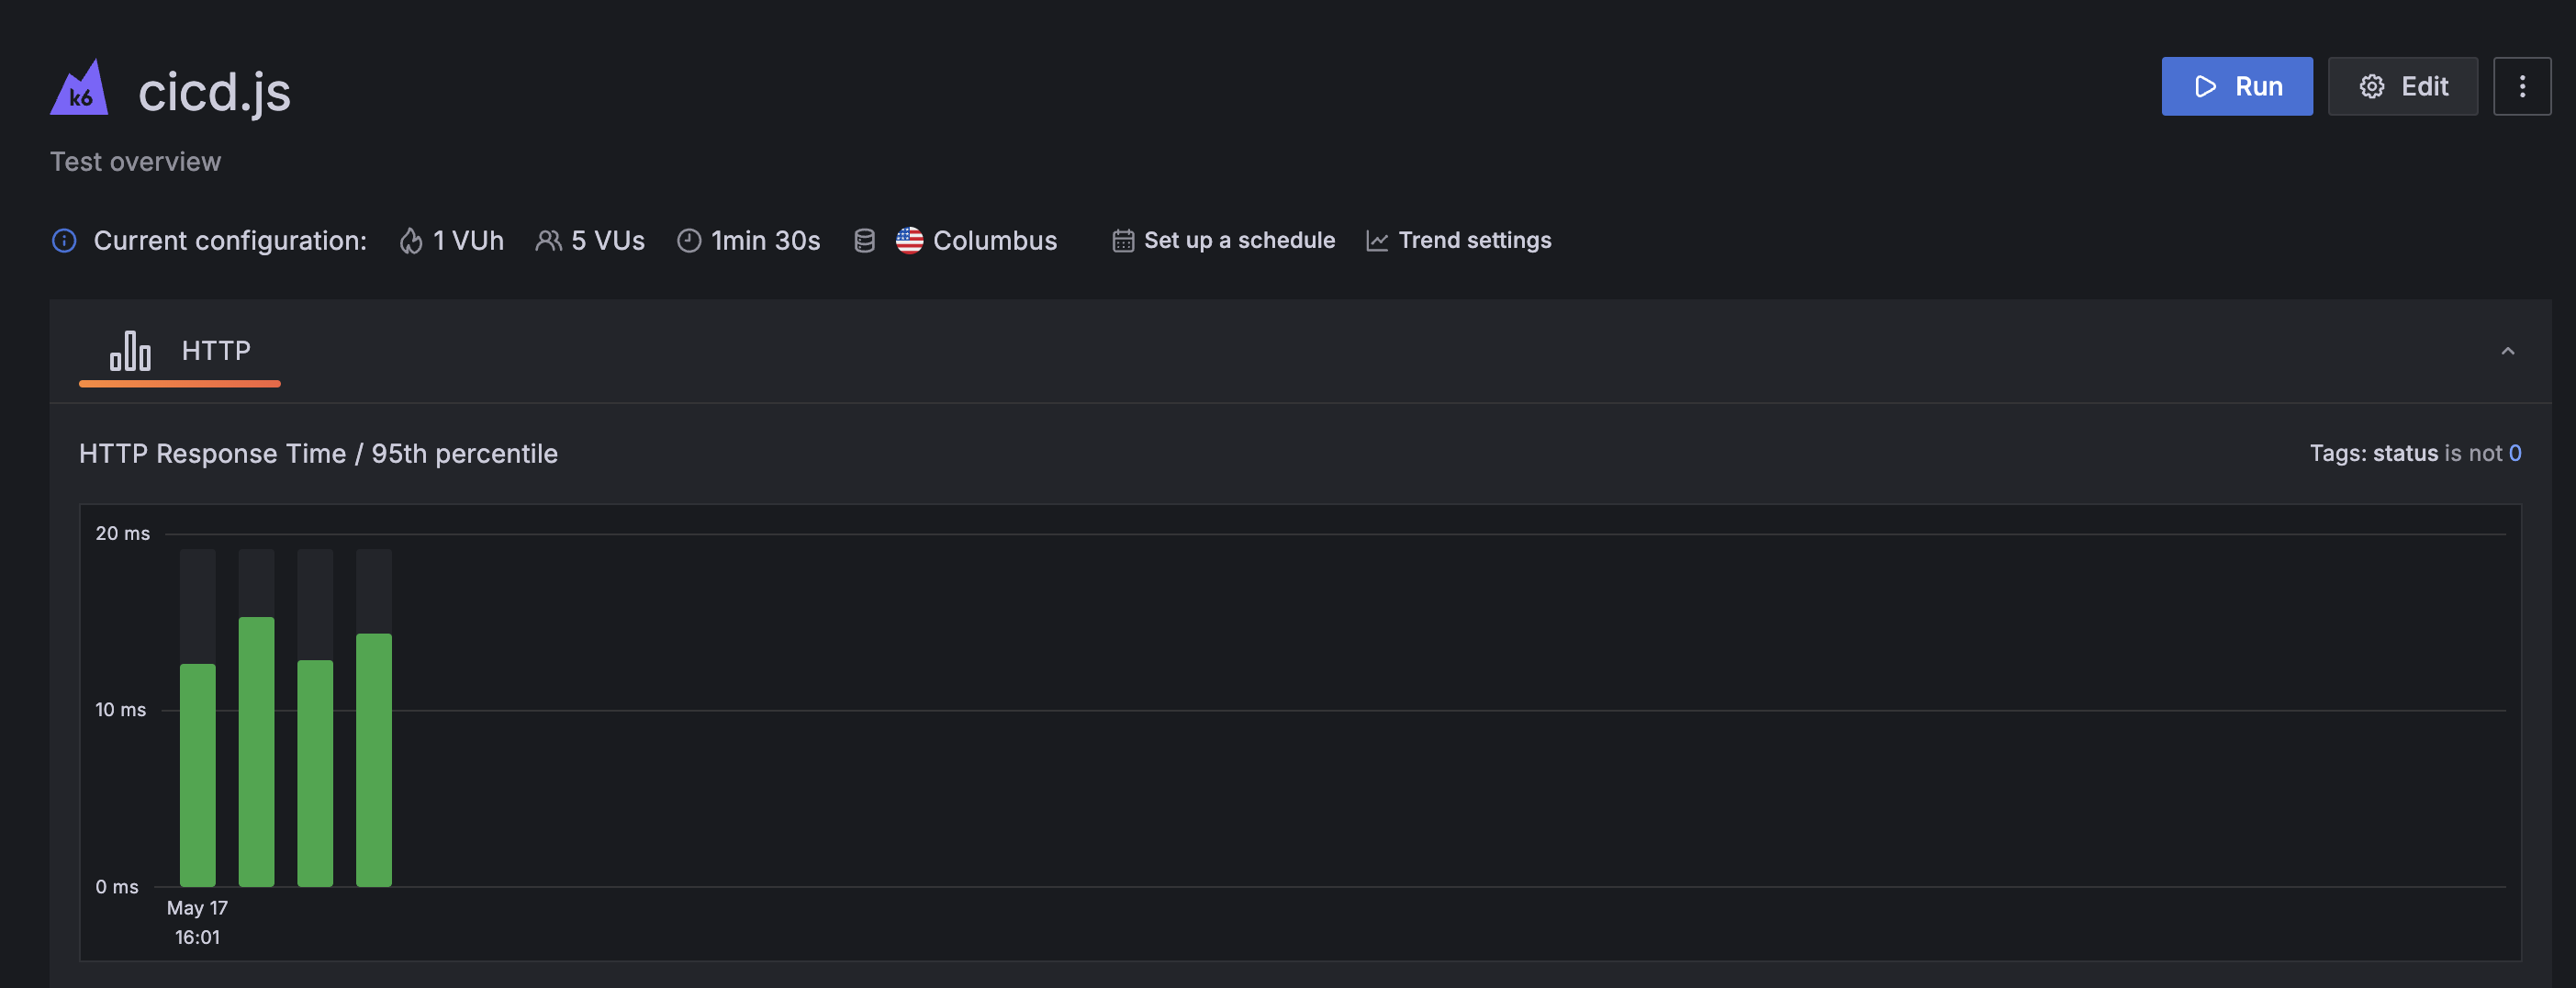 k6 cicd.js
Run
Edit
Test overview
Current configuration: 1 VUh 5 VUs 1min 30s Columbus Set up a schedule Trend settings
HTTP
HTTP Response Time / 95th percentile
Tags: status is not 0
20 ms
10 ms
0 ms
May 17
16:01